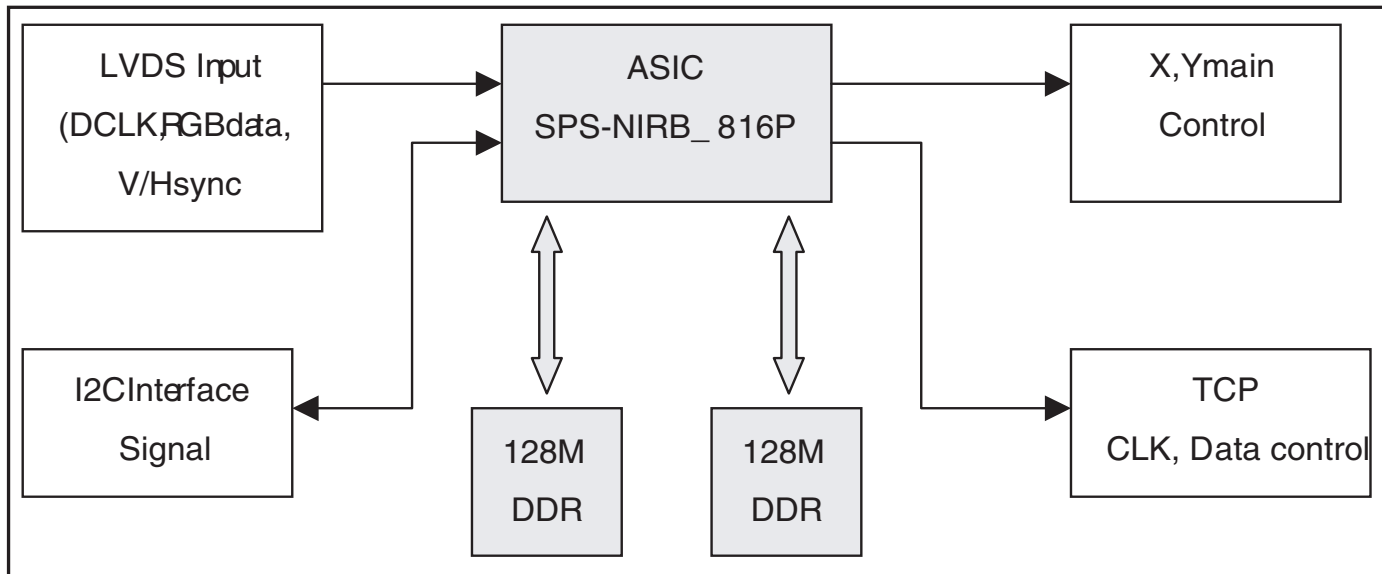 LVDS Input
(DCLK,RGBdata,
V/Hsync
ASIC
SPS-NIRB_ 816P
X,Ymain
Control
I2CInterface
Signal
128M
DDR
128M
DDR
TCP
CLK, Data control